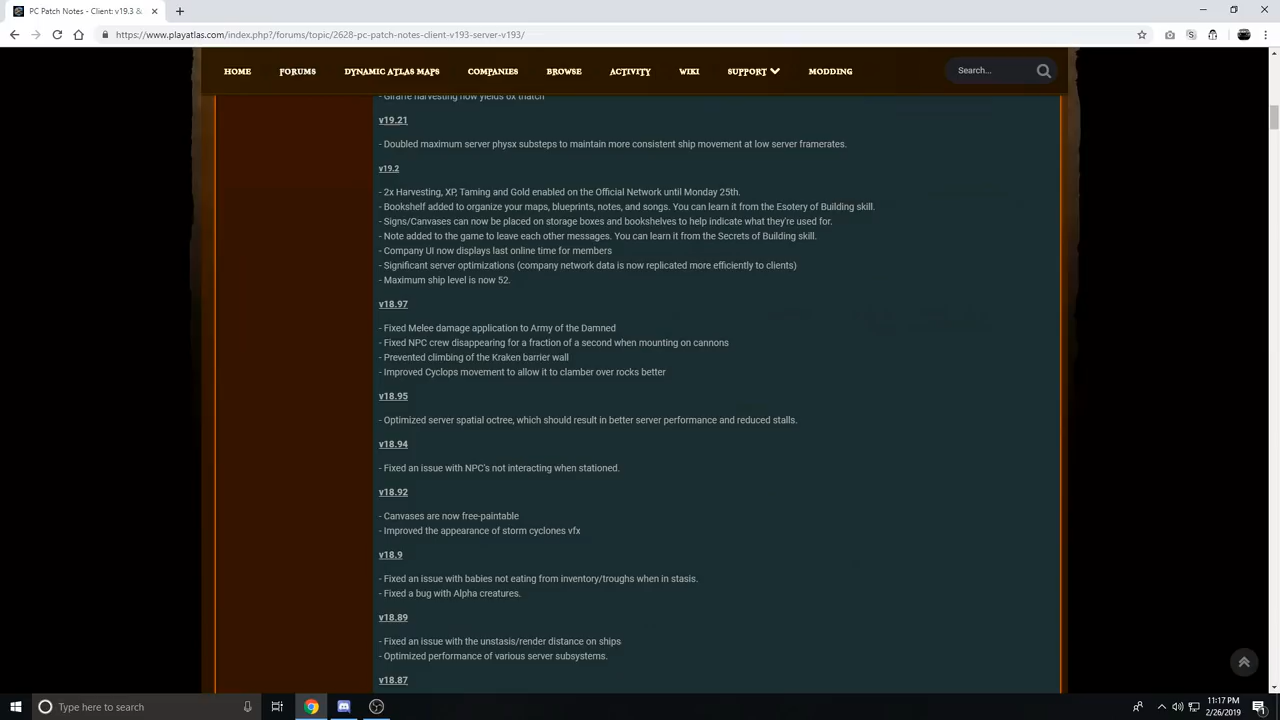 PC Patch Notes - Client v19.3 &
https://www.playatlas.com/index.php?/forums/topic/2628-pc-patch-notes-client-v193-server-v193/
HOME FORUMS DYNAMIC ATLAS MAPS COMPANIES BROWSE ACTIVITY WIKI SUPPORT MODDING Search...
- Giraffe harvesting now yields 6x thatch
v19.21
- Doubled maximum server physx substeps to maintain more consistent ship movement at low server framerates.
v19.2
- 2x Harvesting, XP, Taming and Gold enabled on the Official Network until Monday 25th.
- Bookshelf added to organize your maps, blueprints, notes, and songs. You can learn it from the Esotery of Building skill.
- Signs/Canvases can now be placed on storage boxes and bookshelves to help indicate what they're used for.
- Note added to the game to leave each other messages. You can learn it from the Secrets of Building skill.
- Company UI now displays last online time for members
- Significant server optimizations (company network data is now replicated more efficiently to clients)
- Maximum ship level is now 52.
v18.97
- Fixed Melee damage application to Army of the Damned
- Fixed NPC crew disappearing for a fraction of a second when mounting on cannons
- Prevented climbing of the Kraken barrier wall
- Improved Cyclops movement to allow it to clamber over rocks better
v18.95
- Optimized server spatial octree, which should result in better server performance and reduced stalls.
v18.94
- Fixed an issue with NPC's not interacting when stationed.
v18.92
- Canvases are now free-paintable
- Improved the appearance of storm cyclones vfx
v18.9
- Fixed an issue with babies not eating from inventory/troughs when in stasis.
- Fixed a bug with Alpha creatures.
v18.89
- Fixed an issue with the unstasis/render distance on ships
- Optimized performance of various server subsystems.
v18.87
Type here to search
11:17 PM
2/26/2019